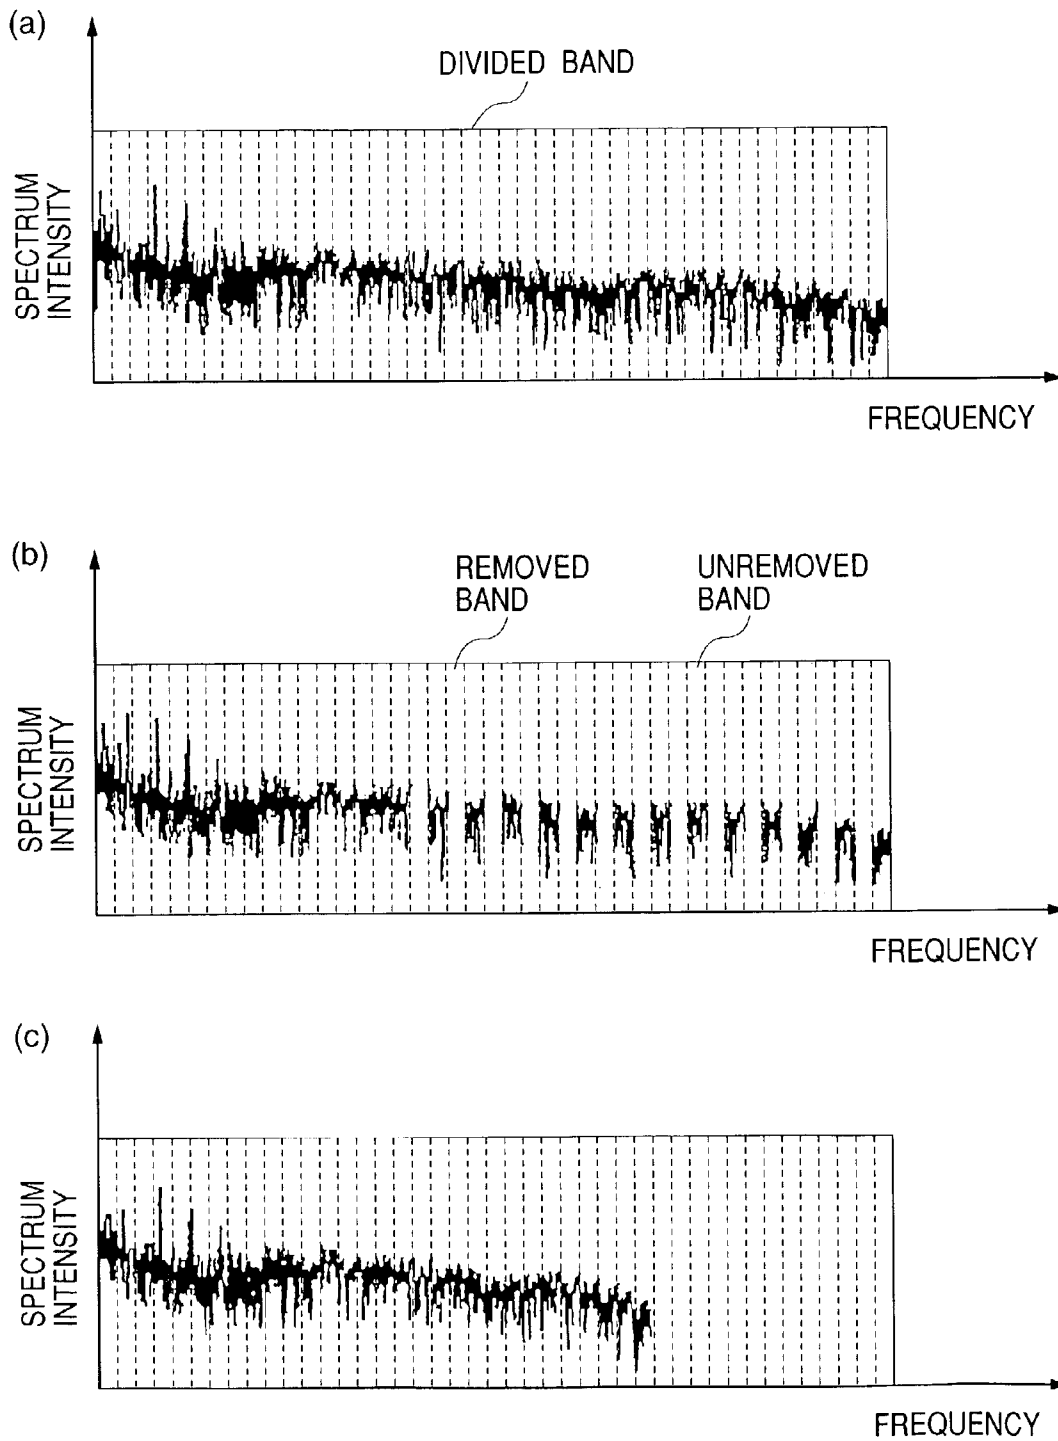 (a)
DIVIDED BAND
SPECTRUM
INTENSITY
FREQUENCY
(b)
REMOVED
BAND
UNREMOVED
BAND
SPECTRUM
INTENSITY
FREQUENCY
(c)
SPECTRUM
INTENSITY
FREQUENCY